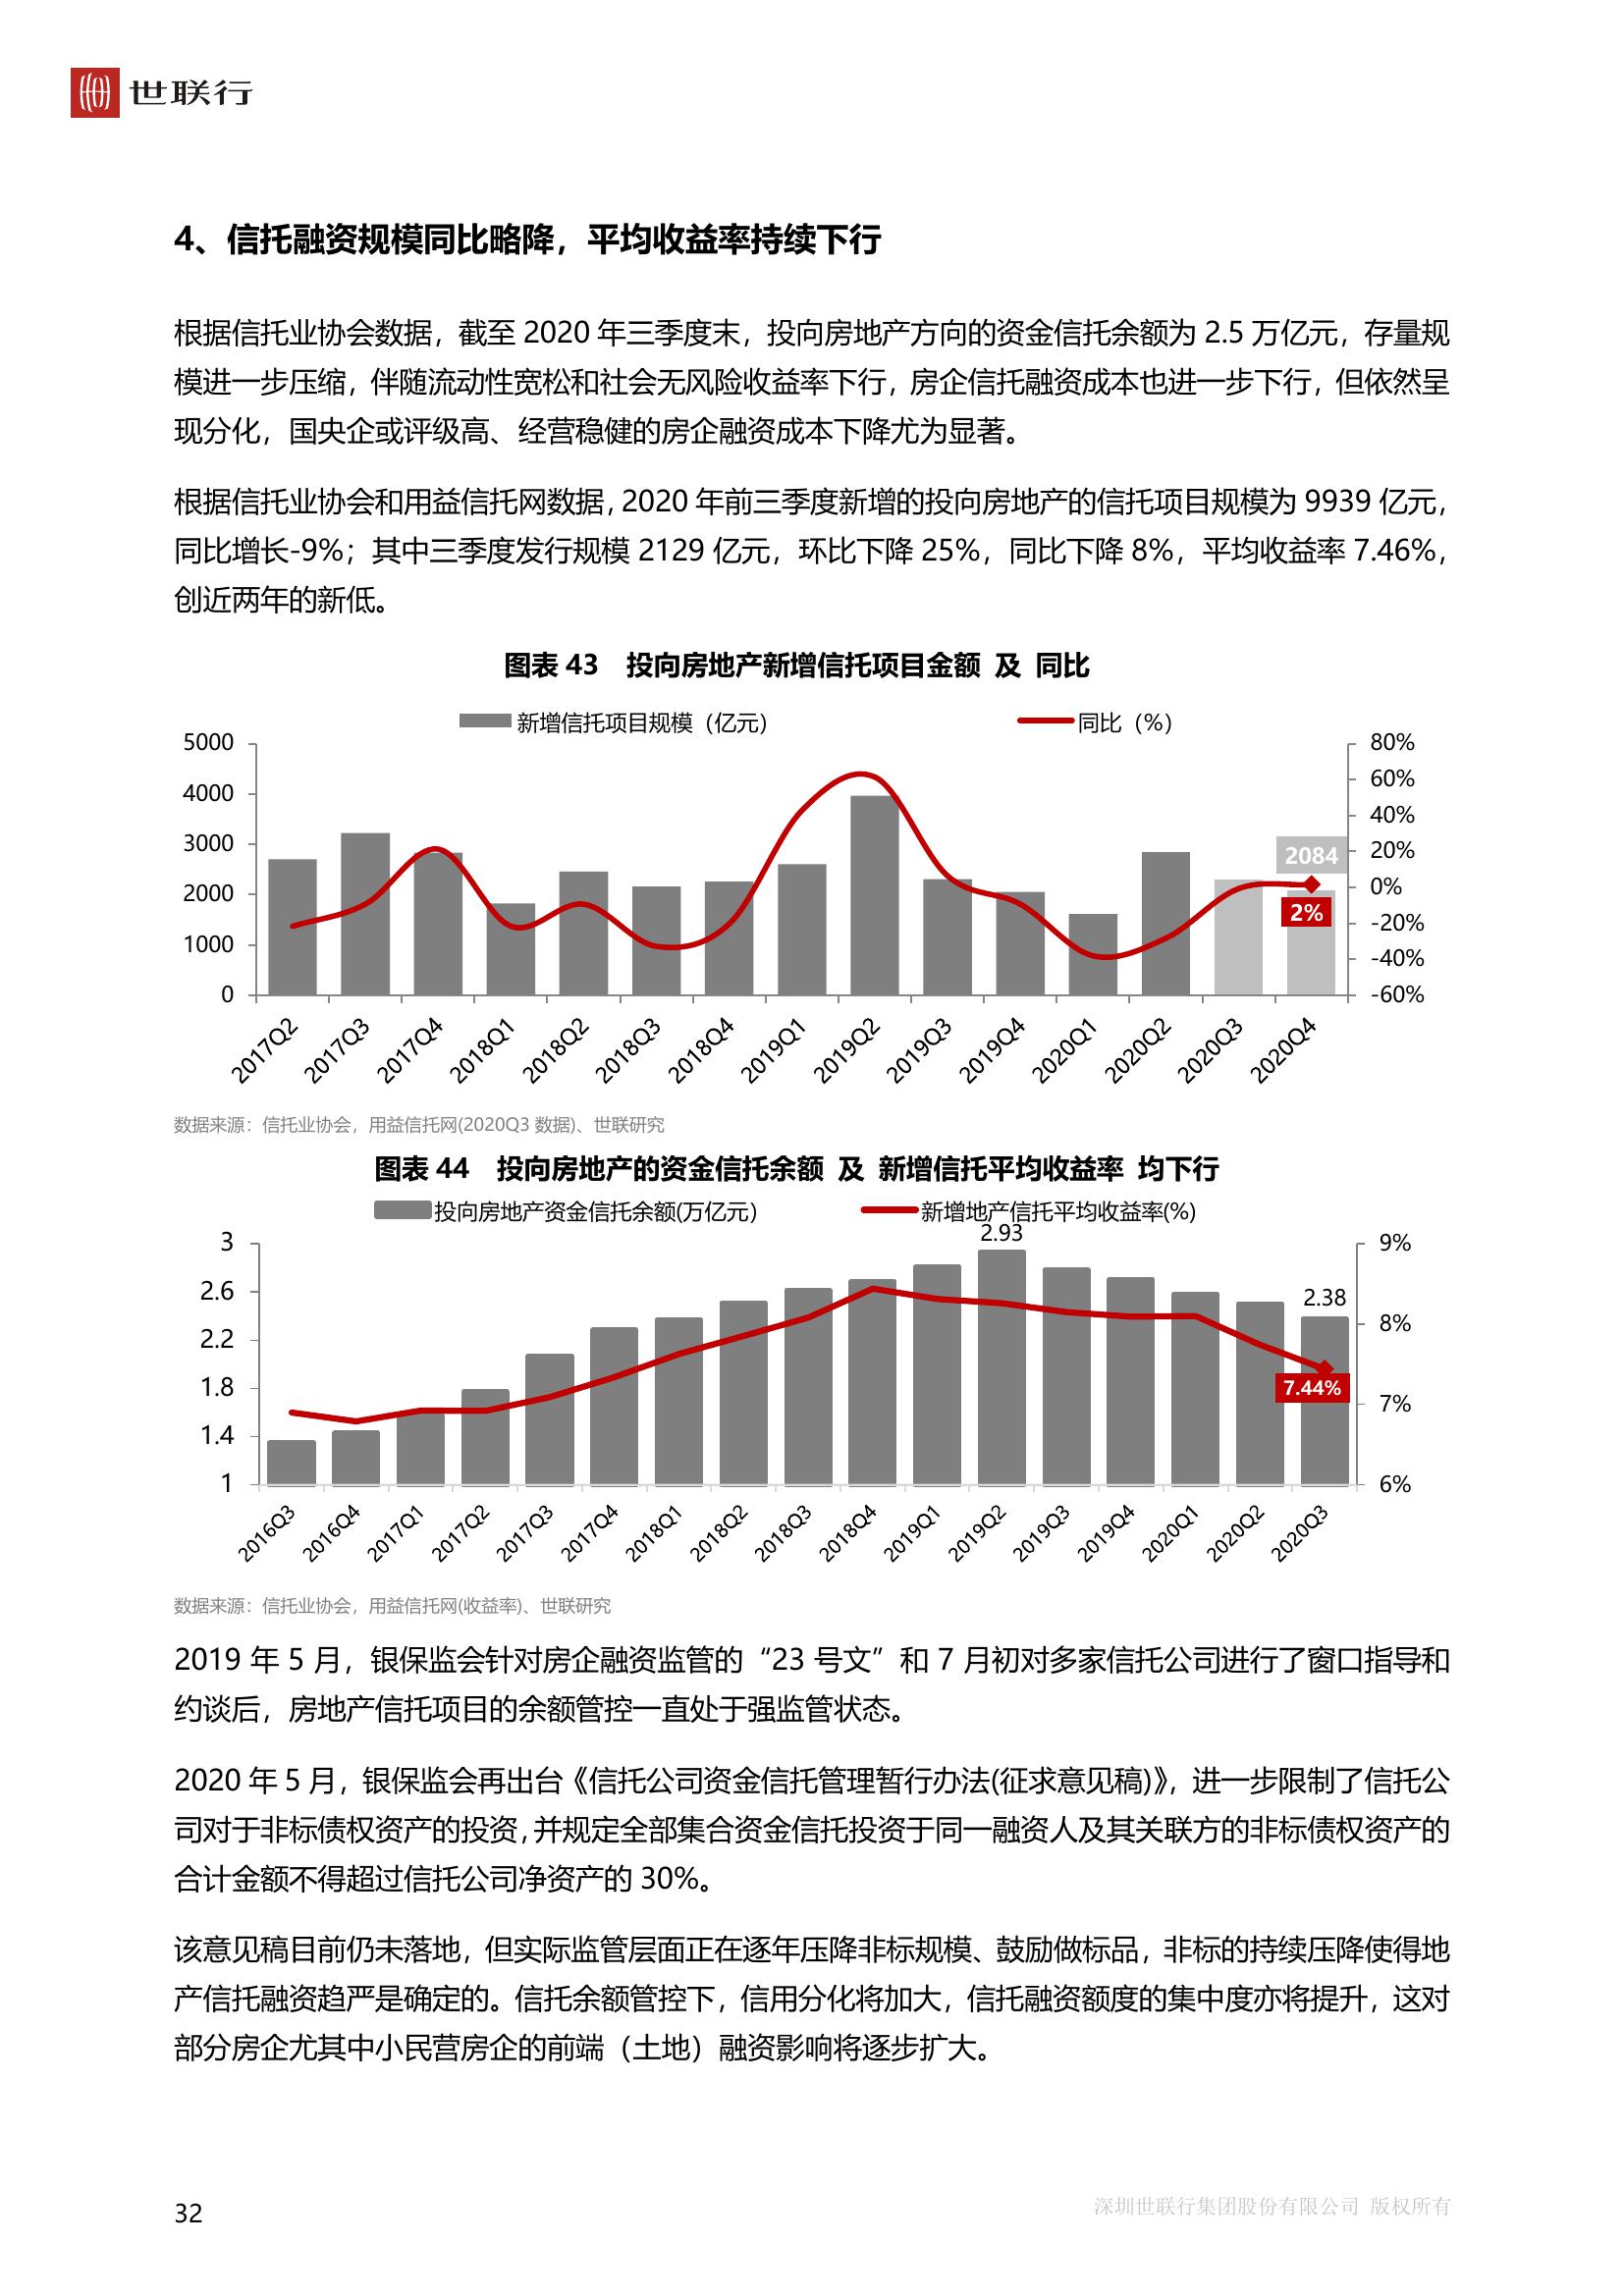 世联行
4、信托融资规模同比略降，平均收益率持续下行
根据信托业协会数据，截至 2020 年三季度末，投向房地产方向的资金信托余额为 2.5 万亿元，存量规
模进一步压缩，伴随流动性宽松和社会无风险收益率下行，房企信托融资成本也进一步下行，但依然呈
现分化，国央企或评级高、经营稳健的房企融资成本下降尤为显著。
根据信托业协会和用益信托网数据，2020 年前三季度新增的投向房地产的信托项目规模为 9939 亿元，
同比增长-9%；其中三季度发行规模 2129 亿元，环比下降 25%，同比下降 8%，平均收益率 7.46%，
创近两年的新低。
图表 43 投向房地产新增信托项目金额 及 同比
新增信托项目规模（亿元） 同比（%）
5000 80%
4000 60%
3000 40%
2000 20%
1000 0%
0 -20%
-40%
-60%
2084
2%
2017Q2 2017Q3 2017Q4 2018Q1 2018Q2 2018Q3 2018Q4 2019Q1 2019Q2 2019Q3 2019Q4 2020Q1 2020Q2 2020Q3 2020Q4
数据来源：信托业协会，用益信托网(2020Q3 数据)、世联研究
图表 44 投向房地产的资金信托余额 及 新增信托平均收益率 均下行
投向房地产资金信托余额(万亿元） 新增地产信托平均收益率(%)
2.93
3 9%
2.6 2.38
2.2 8%
1.8 7.44%
1.4 7%
1 6%
2016Q3 2016Q4 2017Q1 2017Q2 2017Q3 2017Q4 2018Q1 2018Q2 2018Q3 2018Q4 2019Q1 2019Q2 2019Q3 2019Q4 2020Q1 2020Q2 2020Q3
数据来源：信托业协会，用益信托网(收益率)、世联研究
2019 年 5 月，银保监会针对房企融资监管的“23 号文”和 7 月初对多家信托公司进行了窗口指导和
约谈后，房地产信托项目的余额管控一直处于强监管状态。
2020 年 5 月，银保监会再出台《信托公司资金信托管理暂行办法(征求意见稿)》，进一步限制了信托公
司对于非标债权资产的投资，并规定全部集合资金信托投资于同一融资人及其关联方的非标债权资产的
合计金额不得超过信托公司净资产的 30%。
该意见稿目前仍未落地，但实际监管层面正在逐年压降非标规模、鼓励做标品，非标的持续压降使得地
产信托融资趋严是确定的。信托余额管控下，信用分化将加大，信托融资额度的集中度亦将提升，这对
部分房企尤其中小民营房企的前端（土地）融资影响将逐步扩大。
32 深圳世联行集团股份有限公司 版权所有